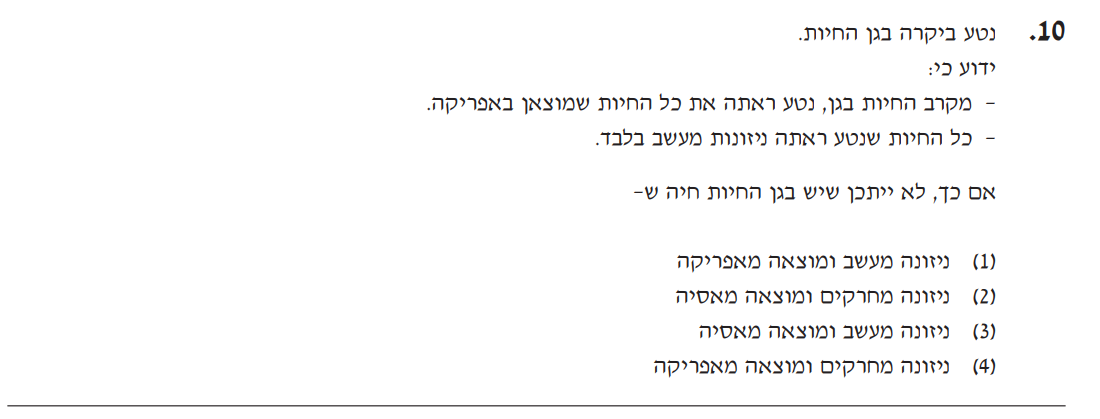 10. נטע ביקרה בגן החיות.
ידוע כי:
– מקרב החיות בגן, נטע ראתה את כל החיות שמוצאן באפריקה.
– כל החיות שנטע ראתה ניזונות מעשב בלבד.
אם כך, לא ייתכן שיש בגן החיות חיה ש–
(1) ניזונה מעשב ומוצאה מאפריקה
(2) ניזונה מחרקים ומוצאה מאסיה
(3) ניזונה מעשב ומוצאה מאסיה
(4) ניזונה מחרקים ומוצאה מאפריקה